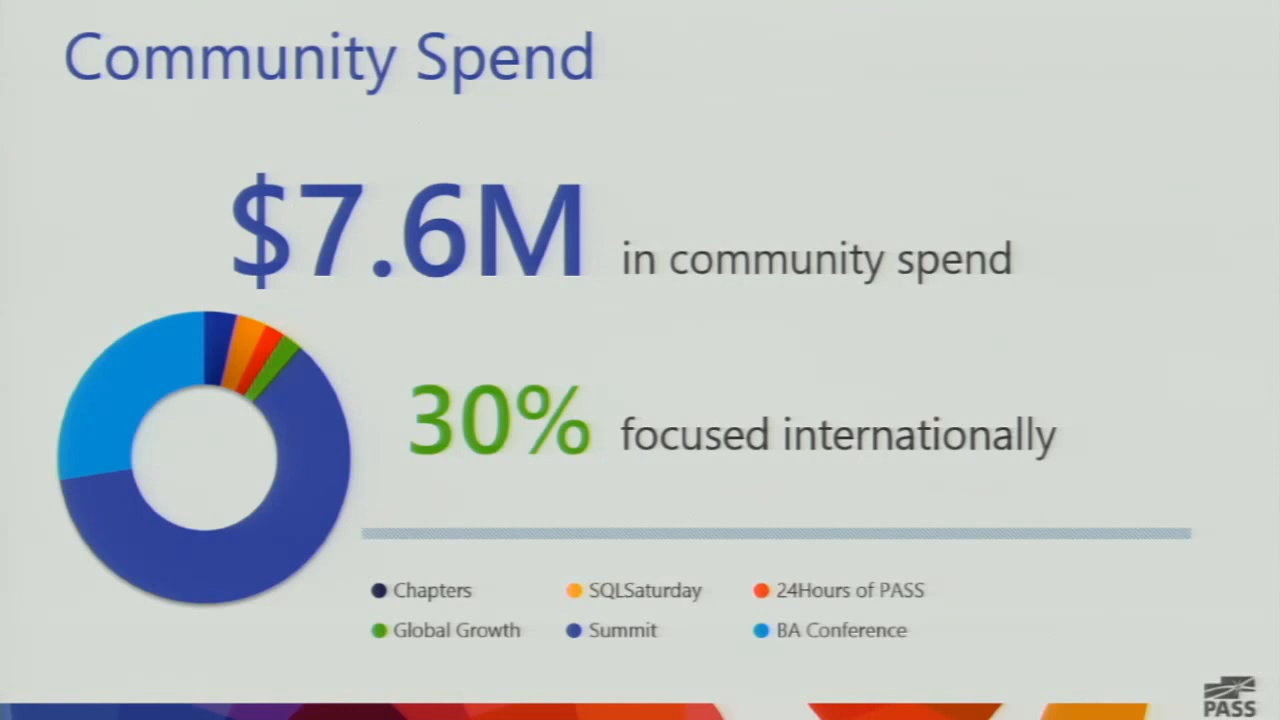 Community Spend
$7.6M in community spend
30% focused internationally
Chapters SQLSaturday 24Hours of PASS
Global Growth Summit BA Conference
PASS